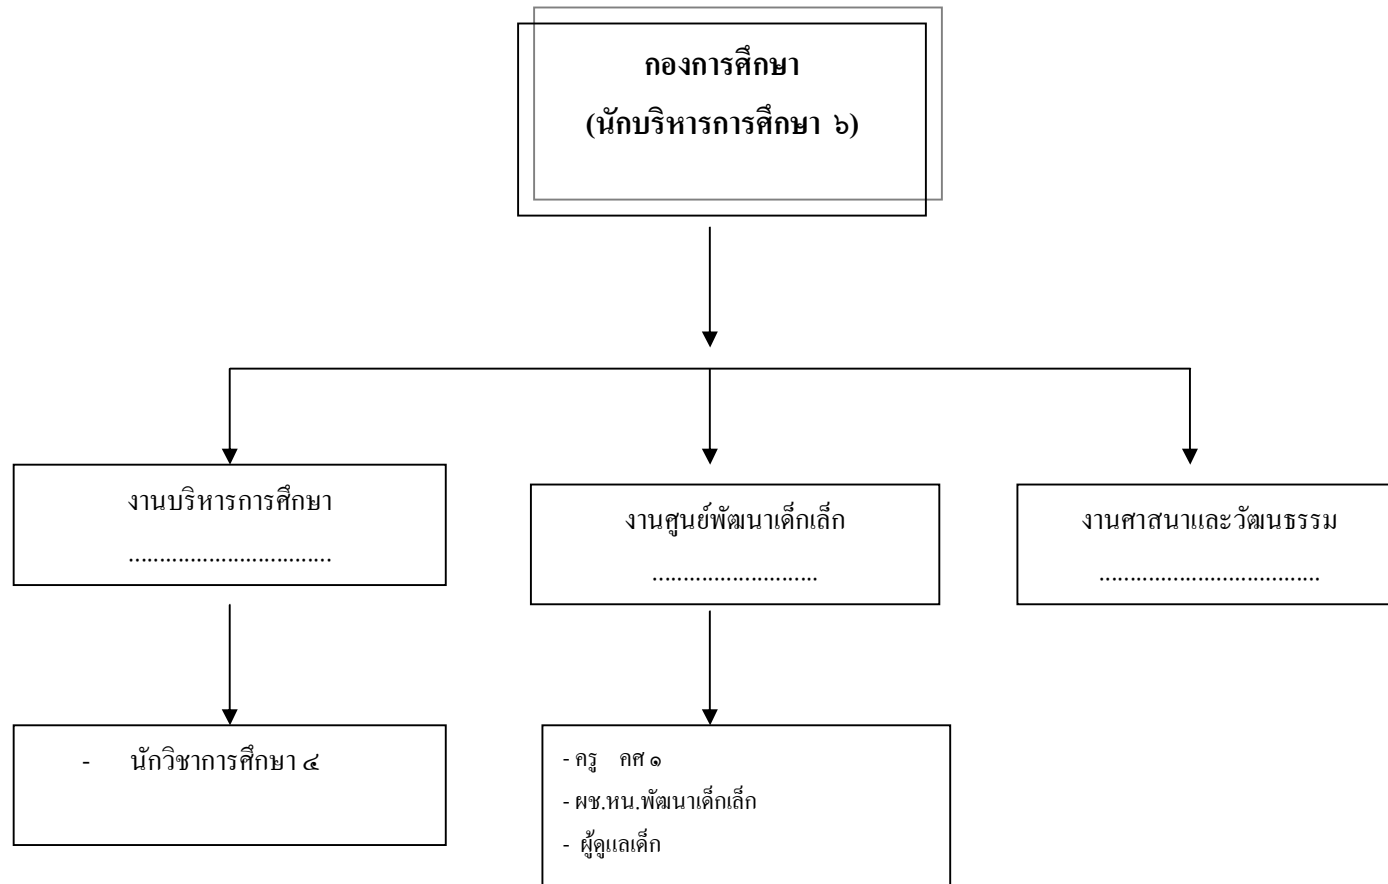 กองการศึกษา
(นักบริหารการศึกษา ๖)
งานบริหารการศึกษา
.................................
งานศูนย์พัฒนาเด็กเล็ก
...........................
งานศาสนาและวัฒนธรรม
....................................
- นักวิชาการศึกษา ๔
- ครู คศ ๑
- ผช.หน.พัฒนาเด็กเล็ก
- ผู้ดูแลเด็ก